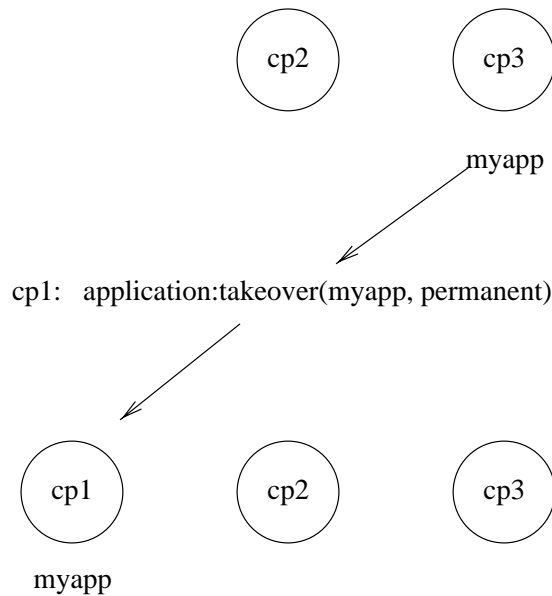 cp2 cp3
myapp
cp1: application:takeover(myapp, permanent)
cp1 cp2 cp3
myapp